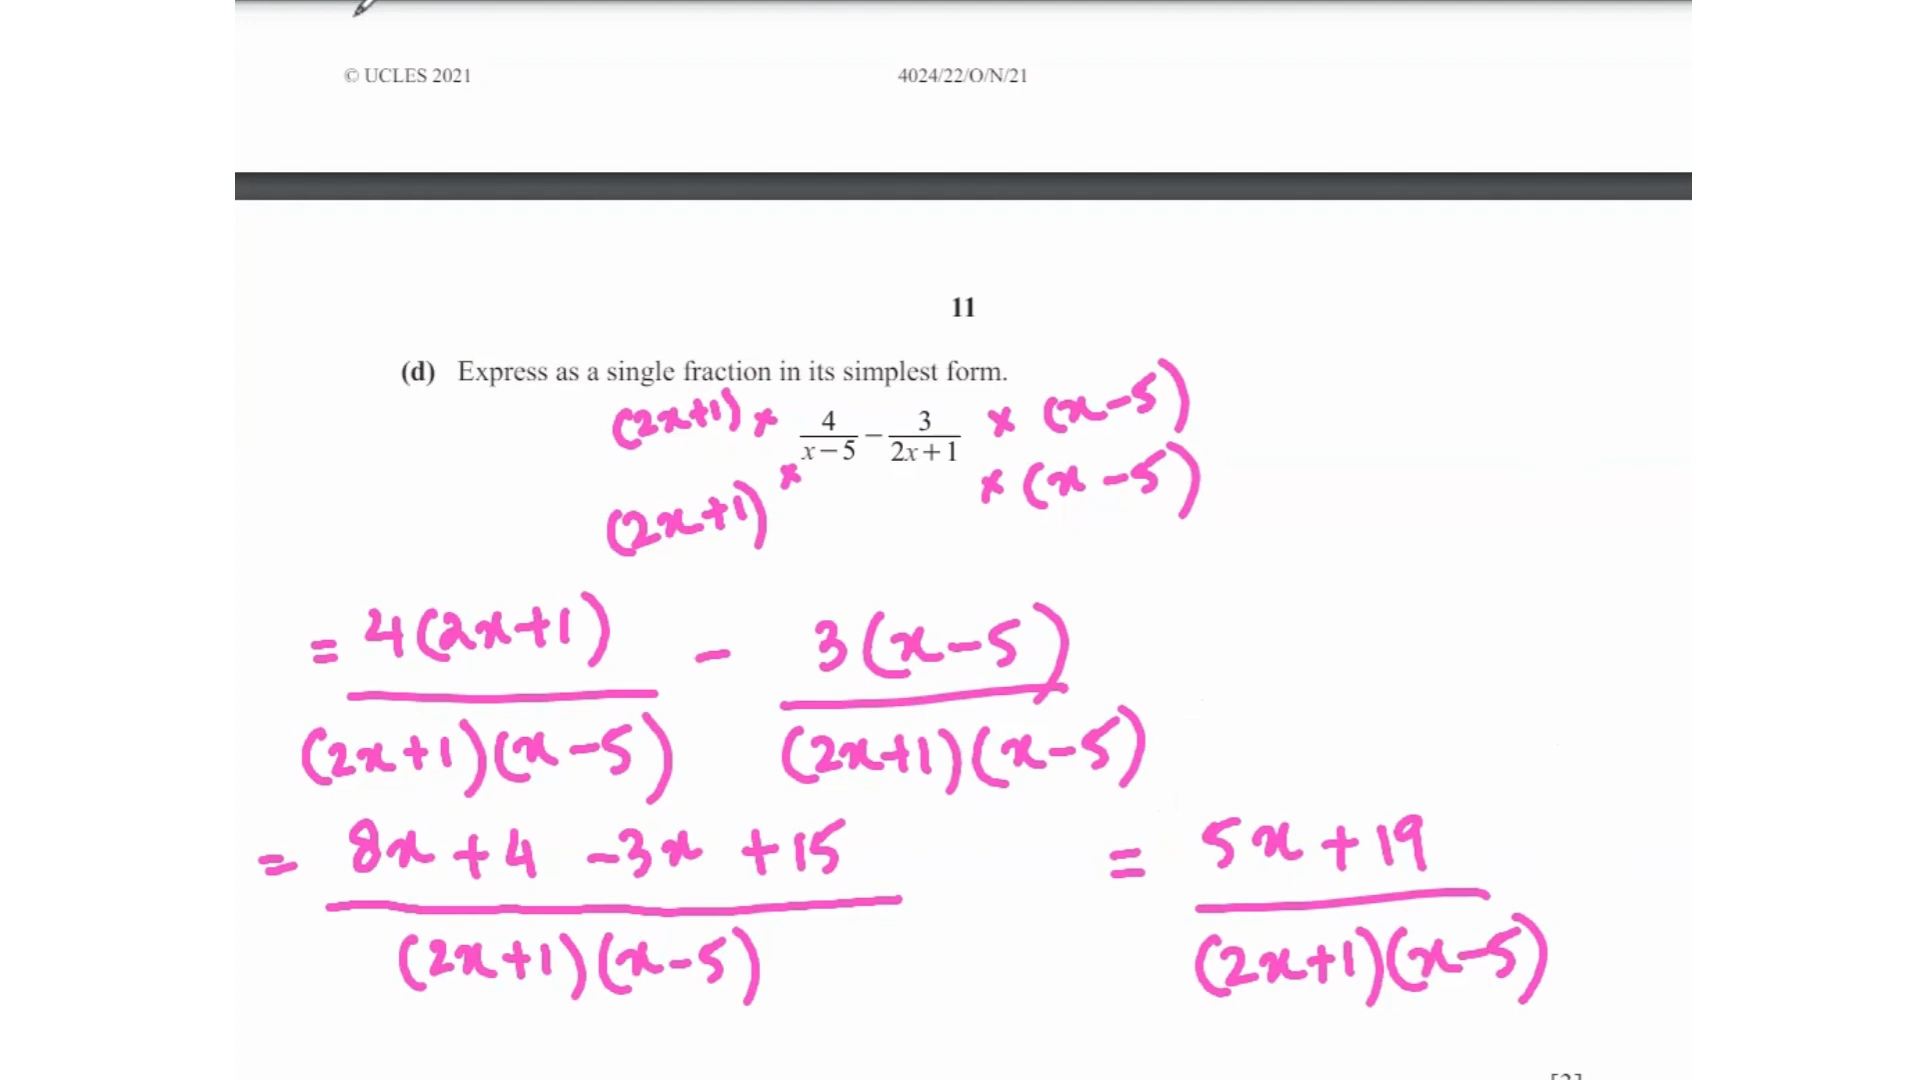 © UCLES 2021 4024/22/O/N/21
11
(d) Express as a single fraction in its simplest form.
(2x+1) × 4/(x−5) − 3/(2x+1) × (x−5)
(2x+1) × × (x−5)
= 4(2x+1) − 3(x−5)
(2x+1)(x−5) (2x+1)(x−5)
= 8x+4 −3x +15 = 5x+19
(2x+1)(x−5) (2x+1)(x−5)